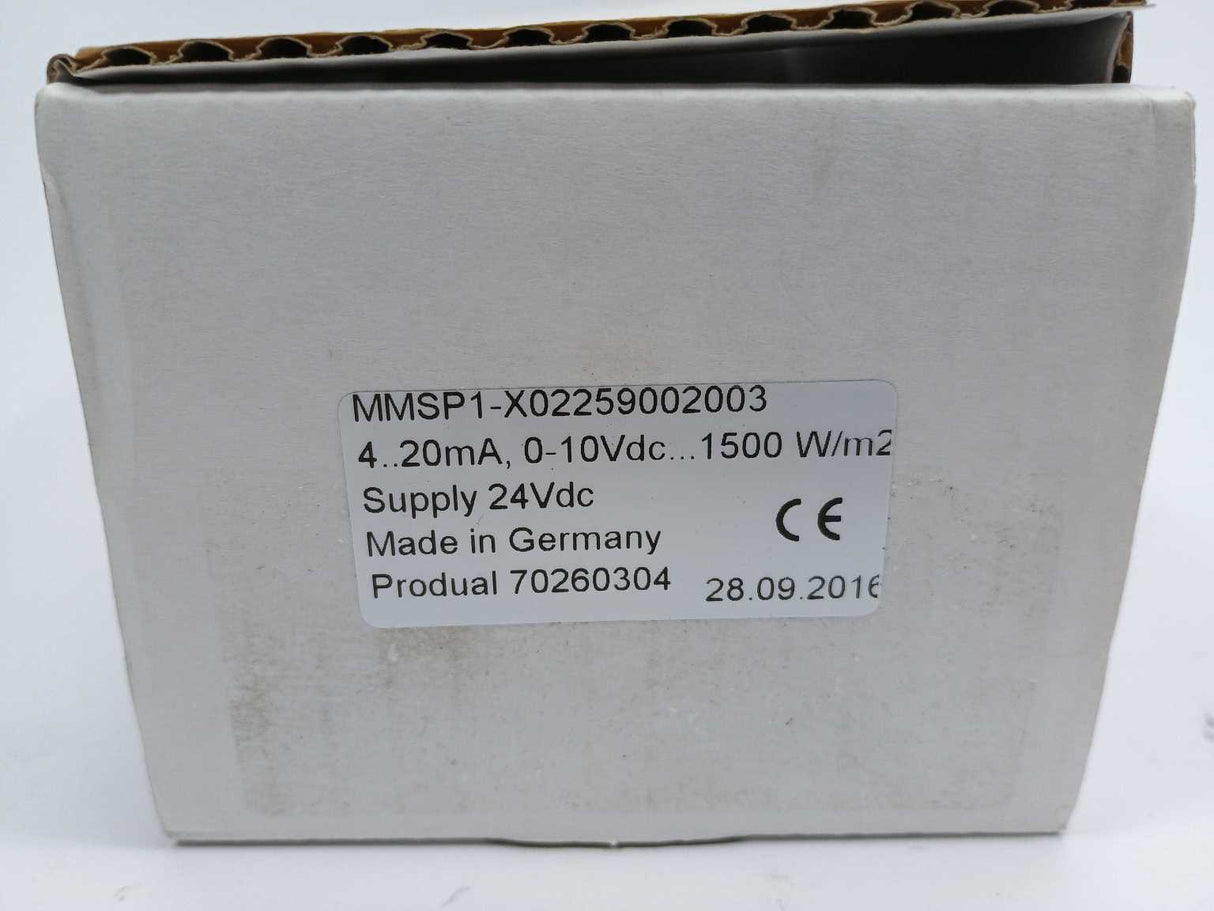 MMSP1-X02259002003
4..20mA, 0-10Vdc...1500 W/m2
Supply 24Vdc
CE
Made in Germany
Produal 70260304 28.09.2016